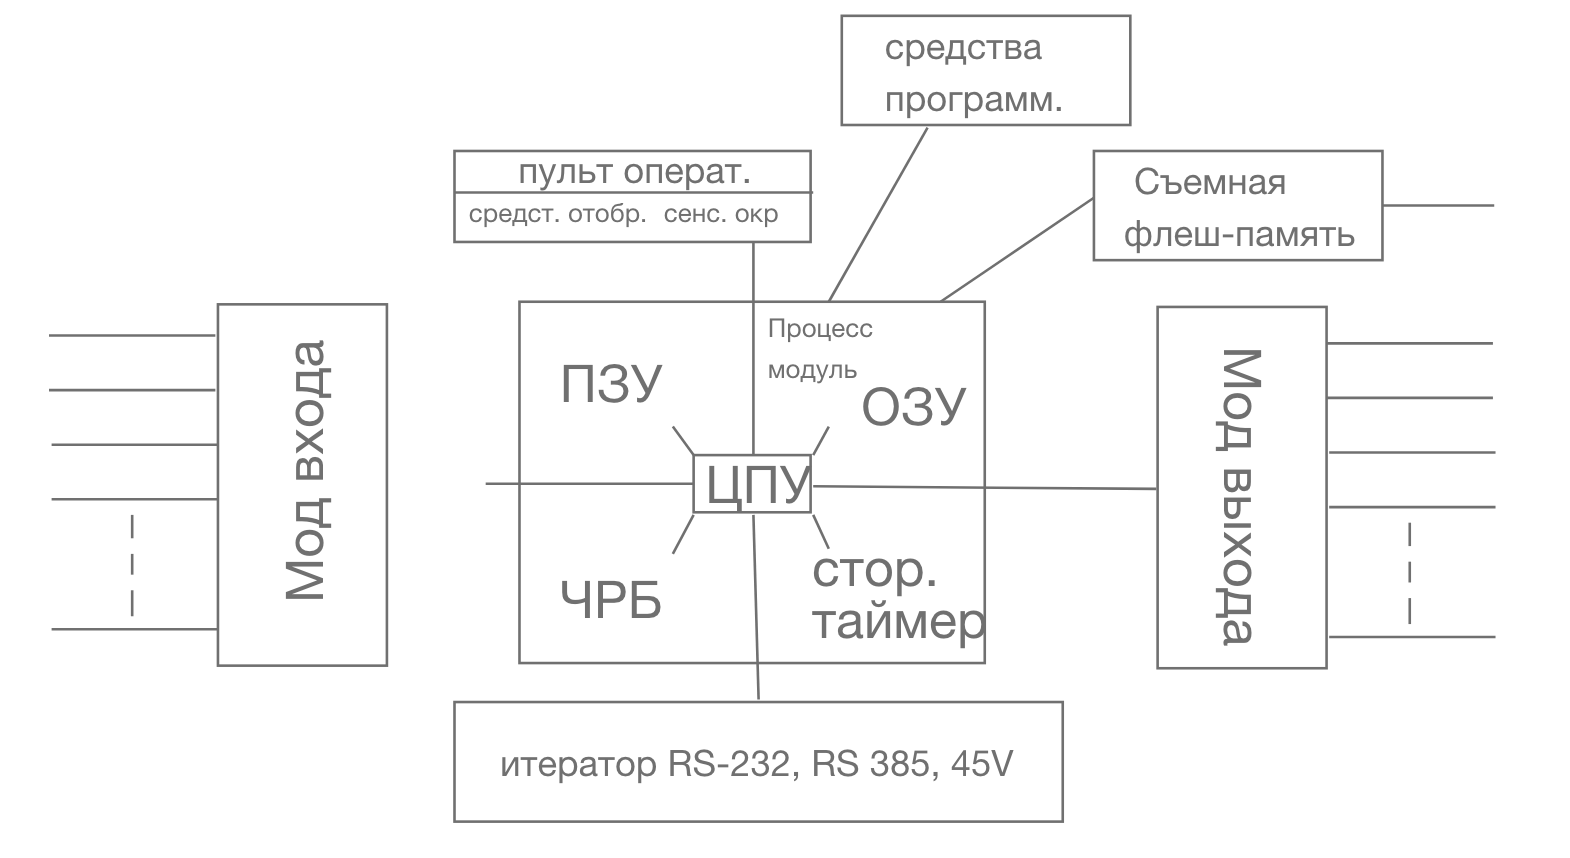 средства
программ.
пульт операт.
средст. отобр. сенс. окр
Съемная
флеш-память
Мод входа
Процесс
модуль
ПЗУ
ОЗУ
ЦПУ
ЧРБ
стор.
таймер
Мод выхода
итератор RS-232, RS 385, 45V